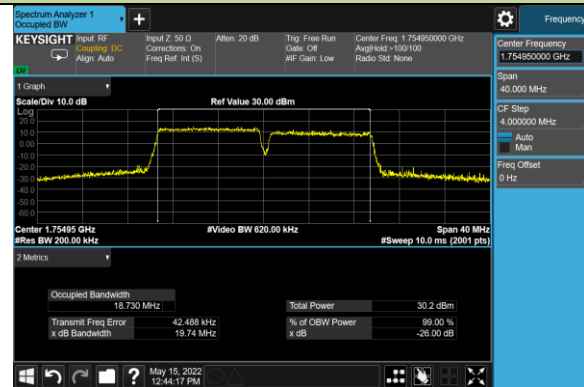 Spectrum Analyzer 1
Occupied BW
Frequency
KEYSIGHT Input: RF
Coupling: DC
Align: Auto
Input Z: 50 Ω
Corrections: On
Freq Ref: Int (S)
Atten: 20 dB
Trig: Free Run
Gate: Off
#IF Gain: Low
Center Freq: 1.754950000 GHz
Avg|Hold:>100/100
Radio Std: None
LXI
1 Graph
Scale/Div 10.0 dB
Ref Value 30.00 dBm
Log
20.0
10.0
0.00
-10.0
-20.0
-30.0
-40.0
-50.0
-60.0
Center 1.75495 GHz
#Video BW 620.00 kHz
Span 40 MHz
#Res BW 200.00 kHz
#Sweep 10.0 ms (2001 pts)
2 Metrics
Occupied Bandwidth
18.730 MHz
Total Power 30.2 dBm
Transmit Freq Error 42.488 kHz
% of OBW Power 99.00 %
x dB Bandwidth 19.74 MHz
x dB -26.00 dB
May 15, 2022
12:44:17 PM
Center Frequency
1.754950000 GHz
Span
40.000 MHz
CF Step
4.000000 MHz
Auto
Man
Freq Offset
0 Hz